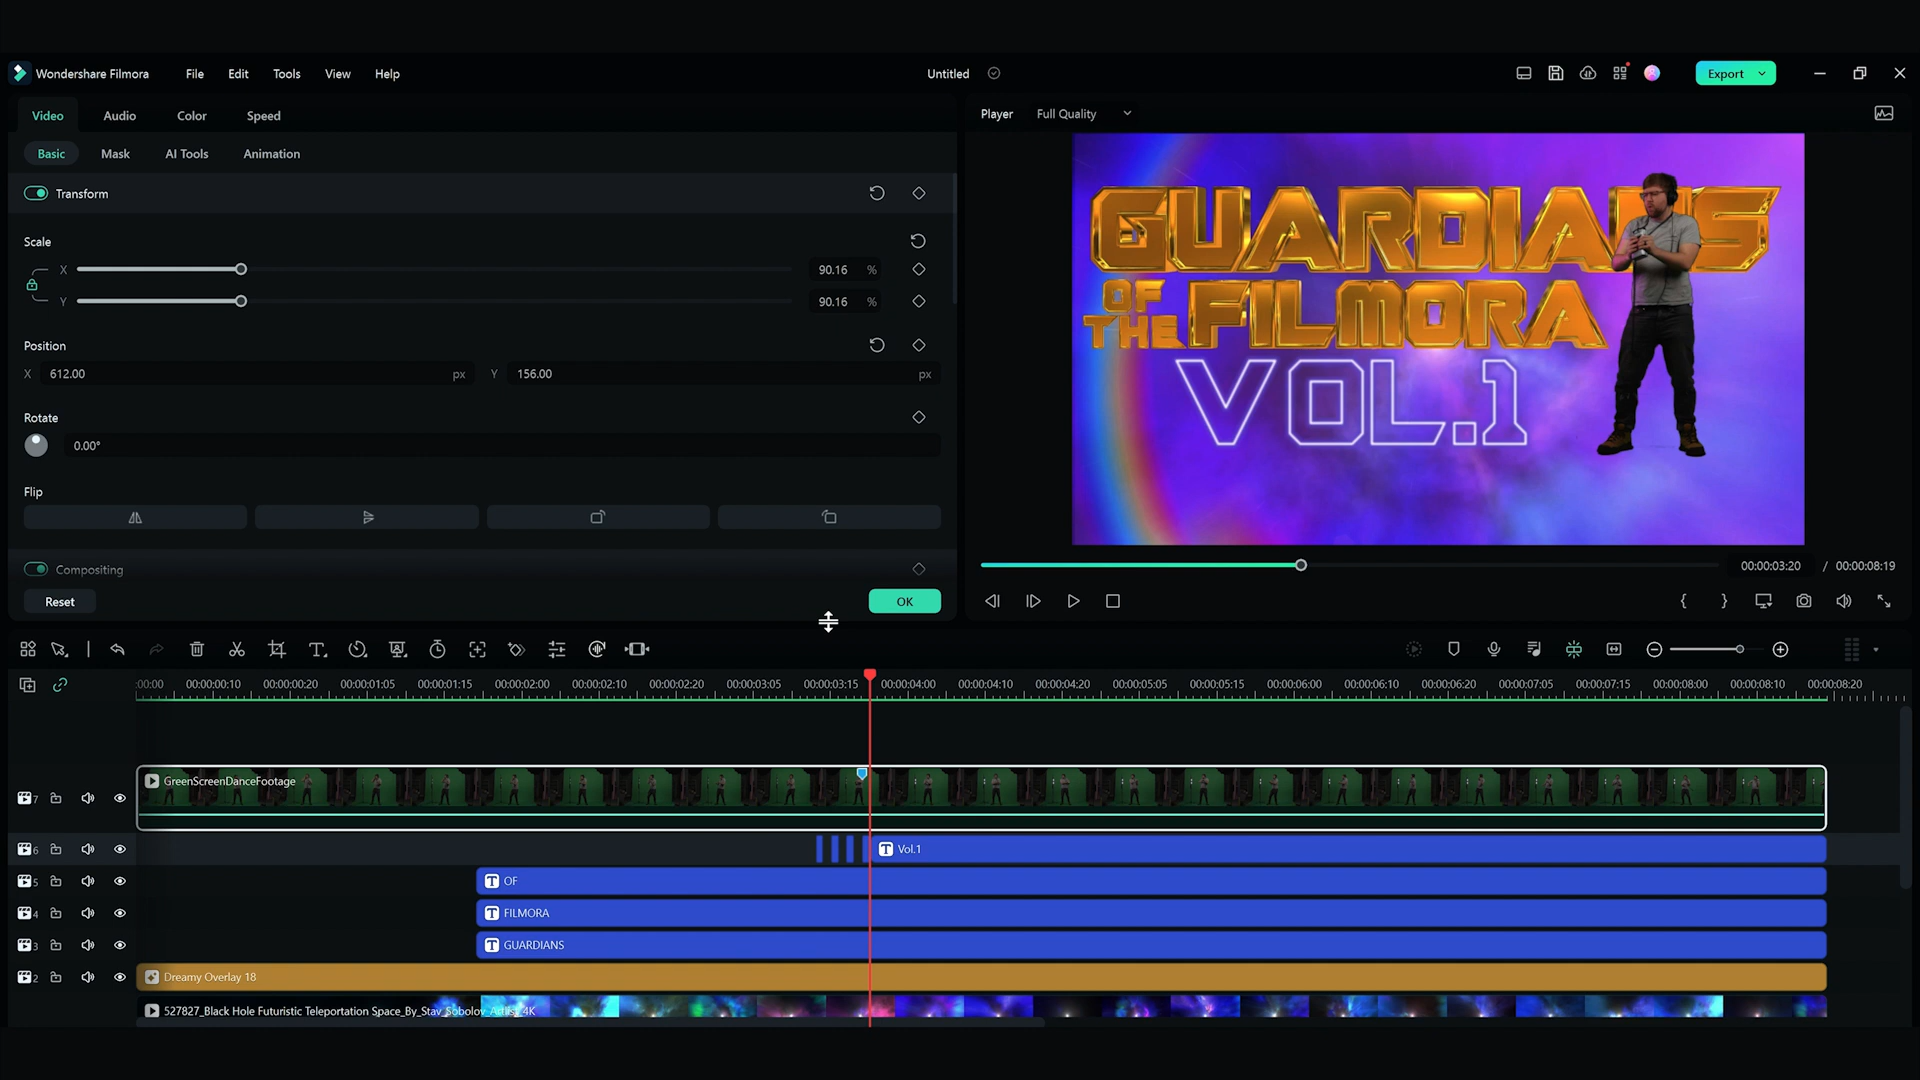 Wondershare Filmora File Edit Tools View Help Untitled Export
Video Audio Color Speed
Player Full Quality
Basic Mask AI Tools Animation
Transform
Scale
X 90.16 %
Y 90.16 %
Position
X 612.00 px Y 156.00 px
Rotate
0.00°
Flip
Compositing
Reset OK
GUARDIANS
OF
THE FILMORA
VOL.1
00:00:03:20 / 00:00:08:19
:00:00 00:00:00:10 00:00:00:20 00:00:01:05 00:00:01:15 00:00:02:00 00:00:02:10 00:00:02:20 00:00:03:05 00:00:03:15 00:00:04:00 00:00:04:10 00:00:04:20 00:00:05:05 00:00:05:15 00:00:06:00 00:00:06:10 00:00:06:20 00:00:07:05 00:00:07:15 00:00:08:00 00:00:08:10 00:00:08:20
7 GreenScreenDanceFootage
6 Vol.1
5 OF
4 FILMORA
3 GUARDIANS
2 Dreamy Overlay 18
527827_Black Hole Futuristic Teleportation Space_By_Stav_Sobolov_Artist_4K